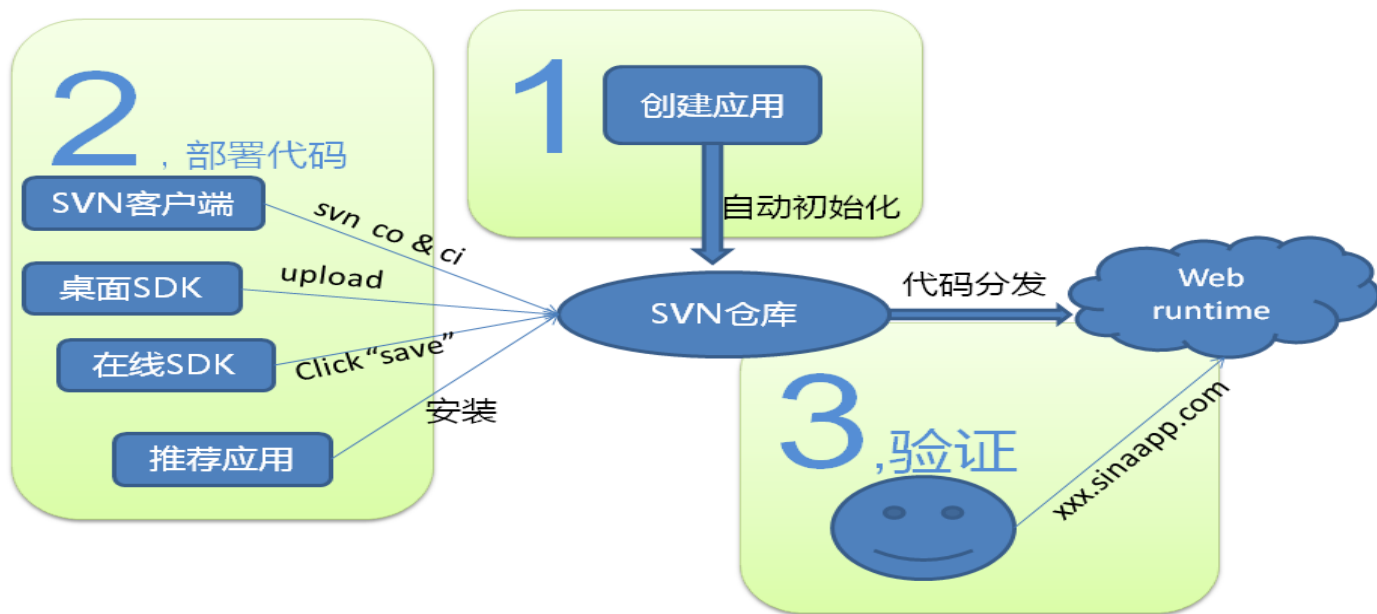 1
创建应用
自动初始化
2，部署代码
SVN客户端
svn co & ci
桌面SDK
upload
在线SDK
Click “save”
推荐应用
安装
SVN仓库
代码分发
Web
runtime
3,验证
xxx.sinaapp.com